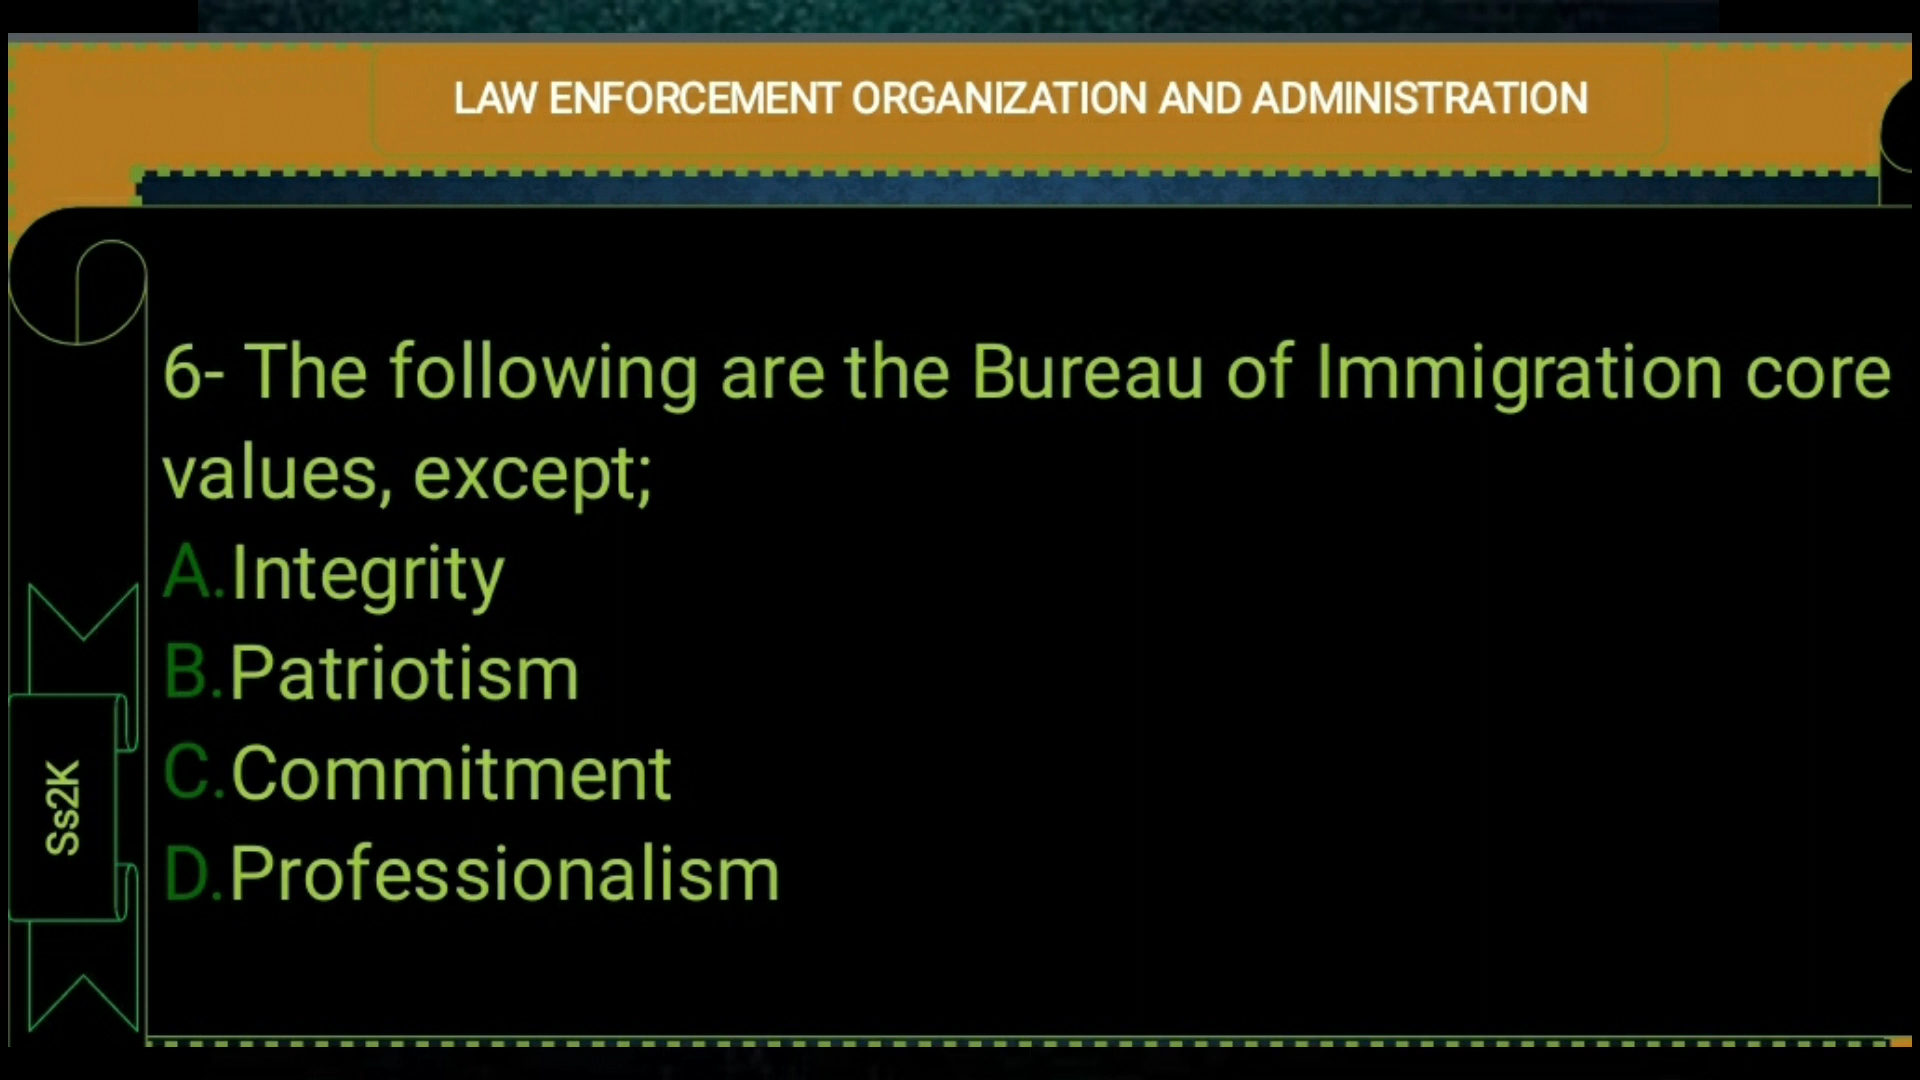 LAW ENFORCEMENT ORGANIZATION AND ADMINISTRATION
6- The following are the Bureau of Immigration core
values, except;
A.Integrity
B.Patriotism
C.Commitment
D.Professionalism
Ss2K